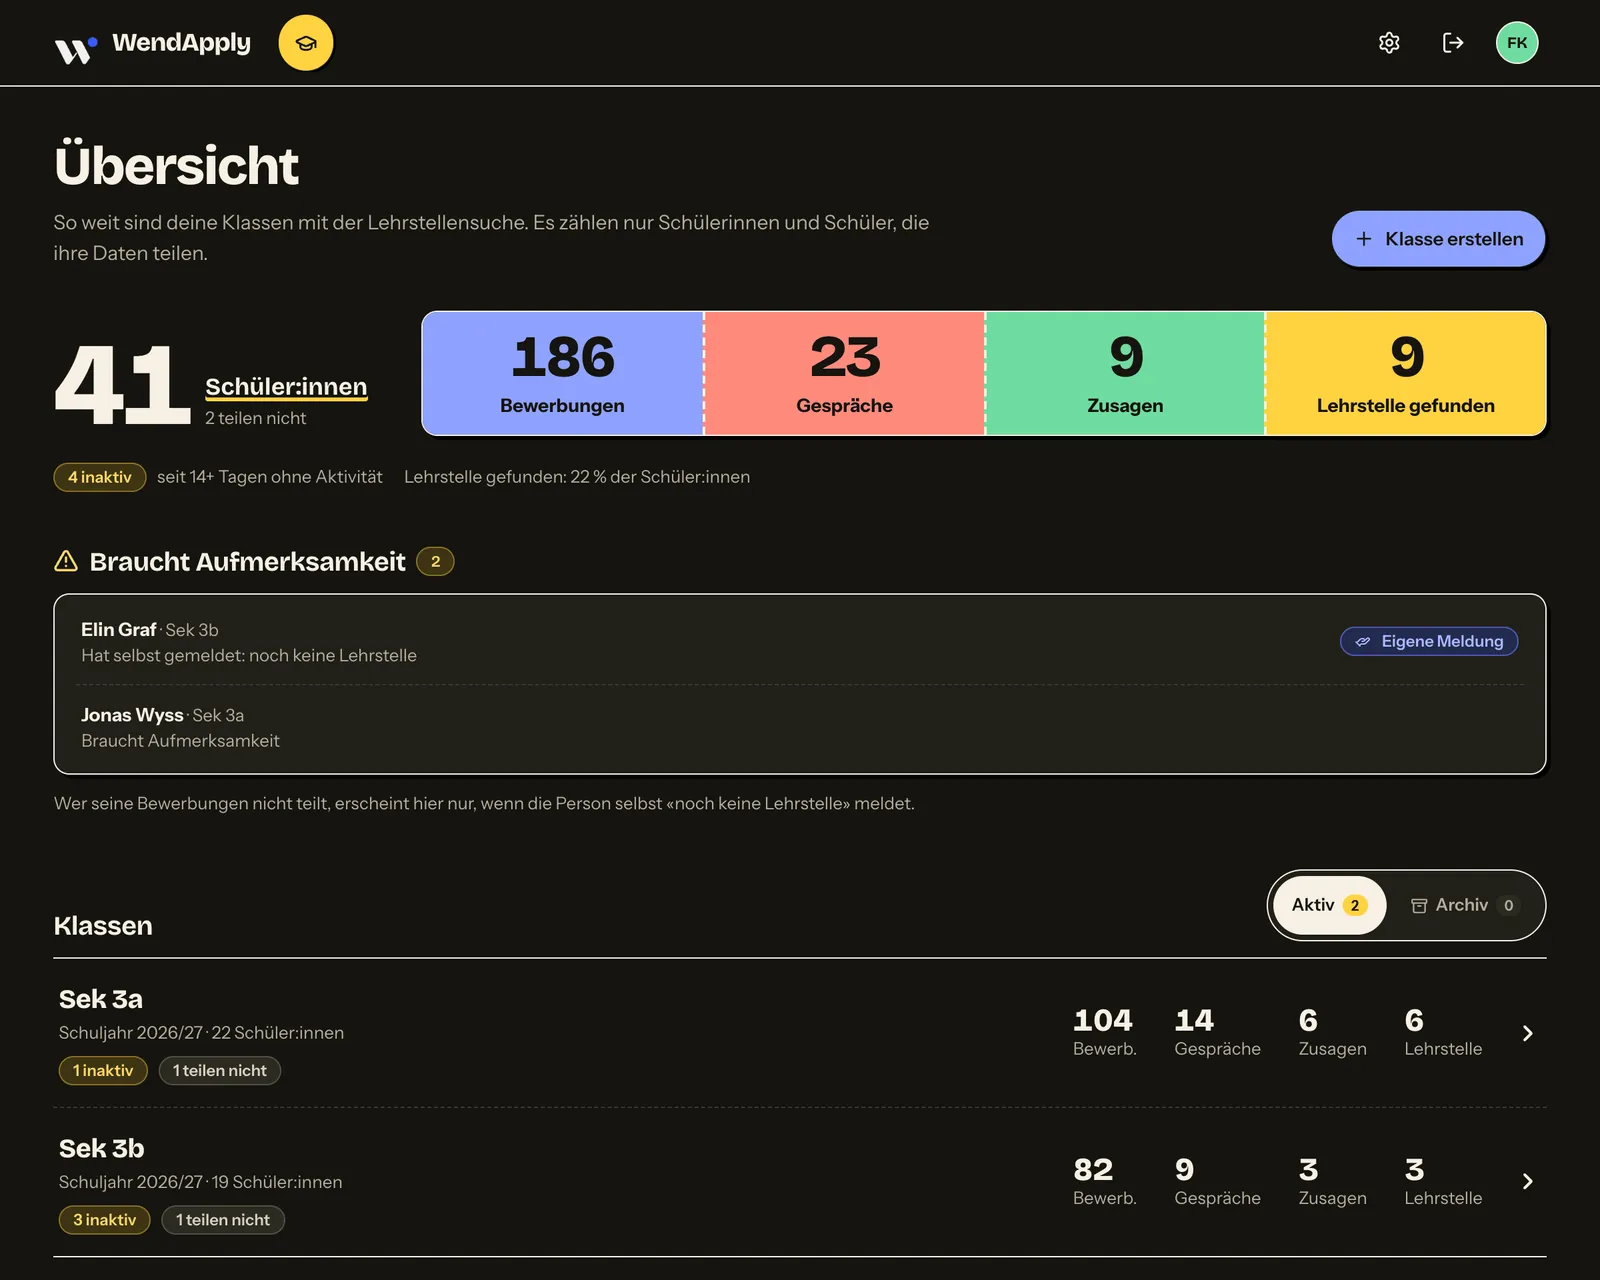 WendApply
FK
Übersicht
So weit sind deine Klassen mit der Lehrstellensuche. Es zählen nur Schülerinnen und Schüler, die
ihre Daten teilen.
Klasse erstellen
41
Schüler:innen
2 teilen nicht
186
Bewerbungen
23
Gespräche
9
Zusagen
9
Lehrstelle gefunden
4 inaktiv seit 14+ Tagen ohne Aktivität Lehrstelle gefunden: 22 % der Schüler:innen
Braucht Aufmerksamkeit 2
Elin Graf · Sek 3b
Hat selbst gemeldet: noch keine Lehrstelle
Eigene Meldung
Jonas Wyss · Sek 3a
Braucht Aufmerksamkeit
Wer seine Bewerbungen nicht teilt, erscheint hier nur, wenn die Person selbst «noch keine Lehrstelle» meldet.
Klassen
Aktiv 2
Archiv 0
Sek 3a
Schuljahr 2026/27 · 22 Schüler:innen
1 inaktiv
1 teilen nicht
104
Bewerb.
14
Gespräche
6
Zusagen
6
Lehrstelle
Sek 3b
Schuljahr 2026/27 · 19 Schüler:innen
3 inaktiv
1 teilen nicht
82
Bewerb.
9
Gespräche
3
Zusagen
3
Lehrstelle